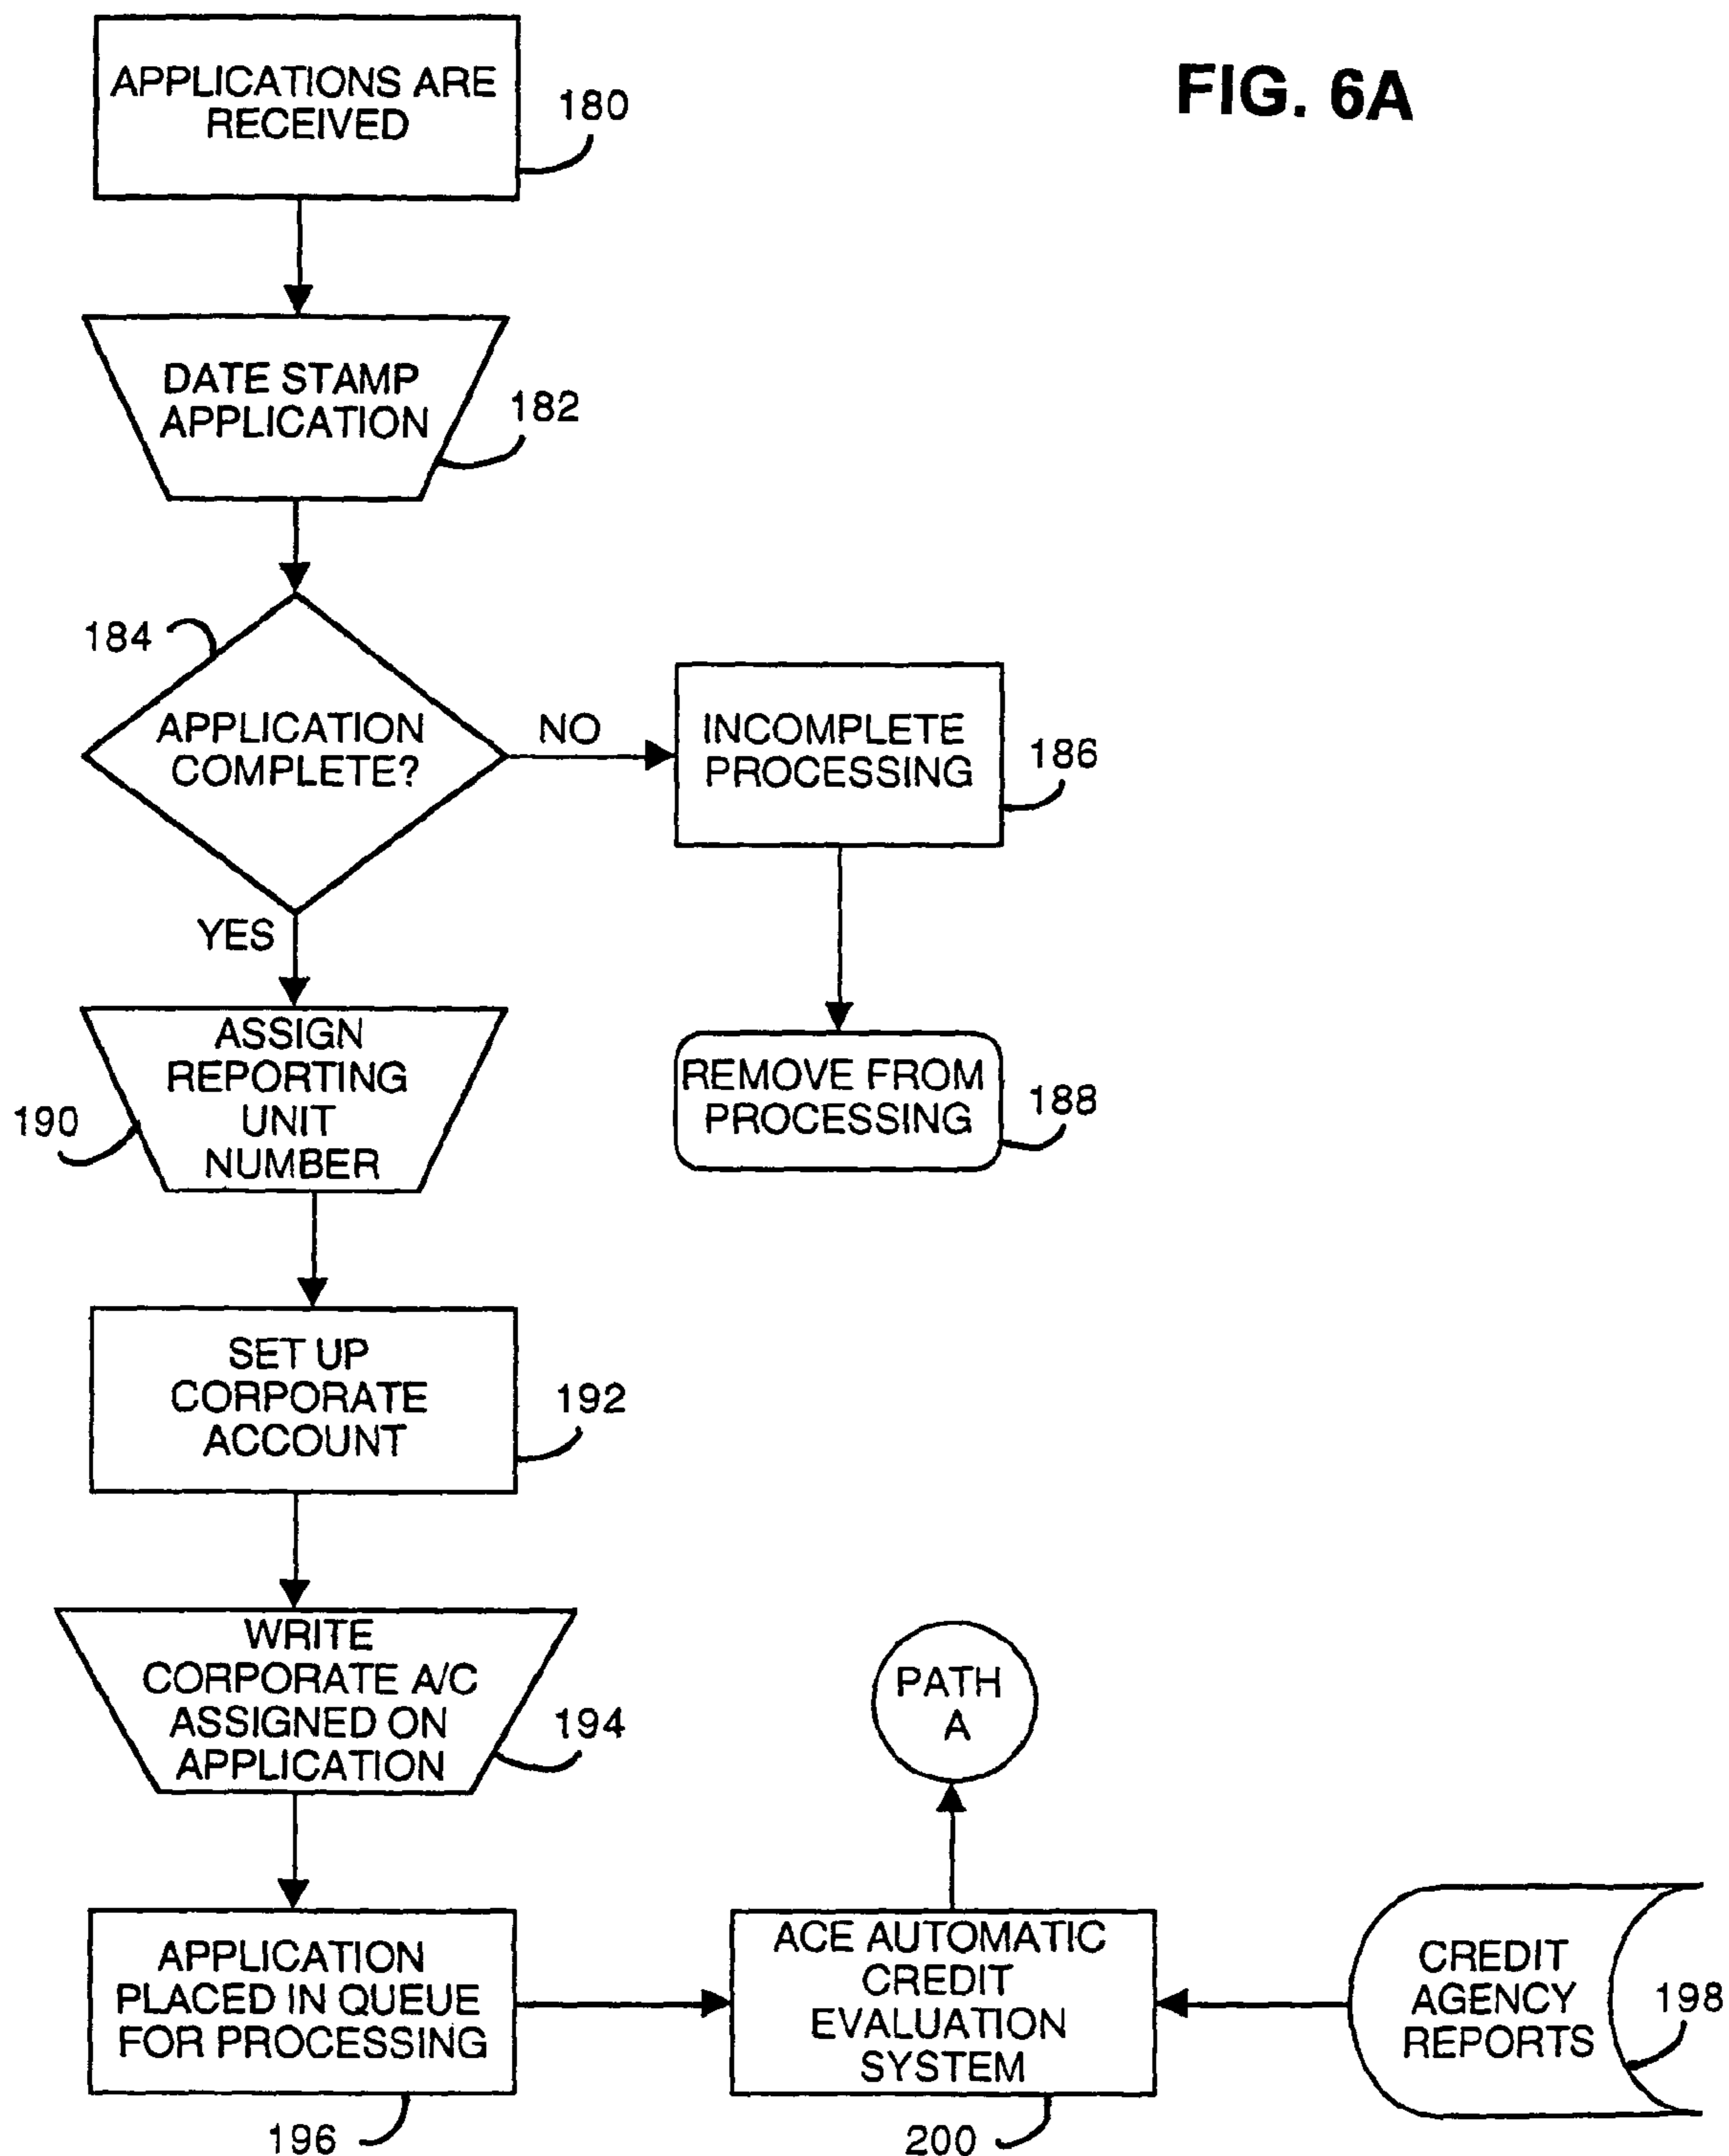 FIG. 6A
APPLICATIONS ARE
RECEIVED
180
DATE STAMP
APPLICATION
182
184
APPLICATION
COMPLETE?
NO
INCOMPLETE
PROCESSING
186
YES
REMOVE FROM
PROCESSING
188
ASSIGN
REPORTING
UNIT
NUMBER
190
SET UP
CORPORATE
ACCOUNT
192
WRITE
CORPORATE A/C
ASSIGNED ON
APPLICATION
194
PATH
A
APPLICATION
PLACED IN QUEUE
FOR PROCESSING
196
ACE AUTOMATIC
CREDIT
EVALUATION
SYSTEM
200
CREDIT
AGENCY
REPORTS
198